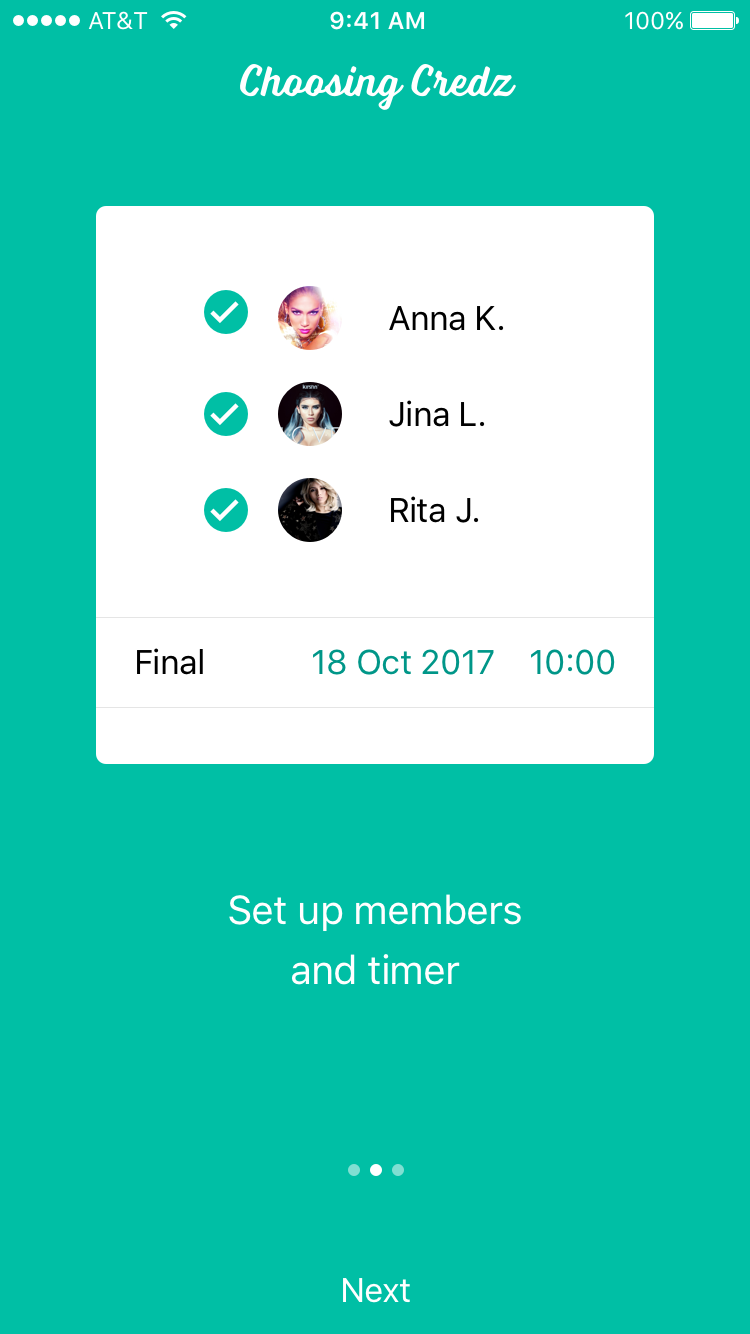 AT&T 9:41 AM 100%
Choosing Credz
Anna K.
Jina L.
Rita J.
Final 18 Oct 2017 10:00
Set up members
and timer
Next